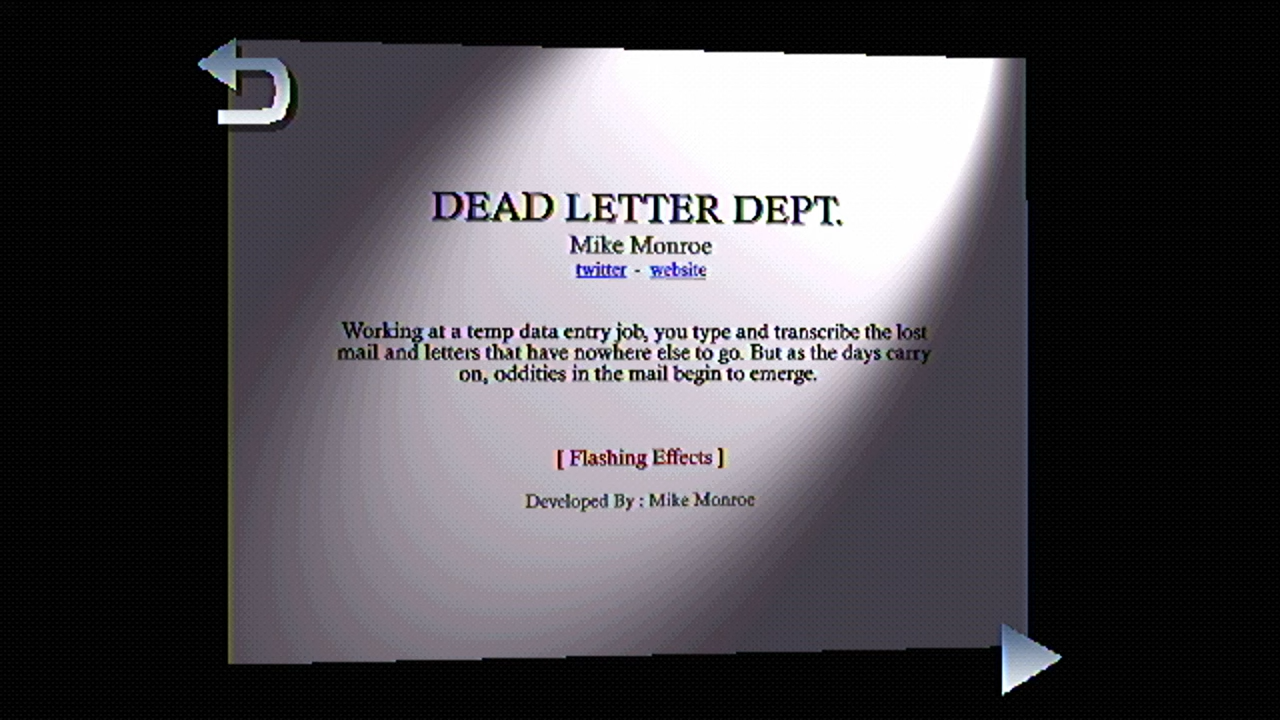 DEAD LETTER DEPT.
Mike Monroe
twitter - website
Working at a temp data entry job, you type and transcribe the lost
mail and letters that have nowhere else to go. But as the days carry
on, oddities in the mail begin to emerge.
[ Flashing Effects ]
Developed By : Mike Monroe